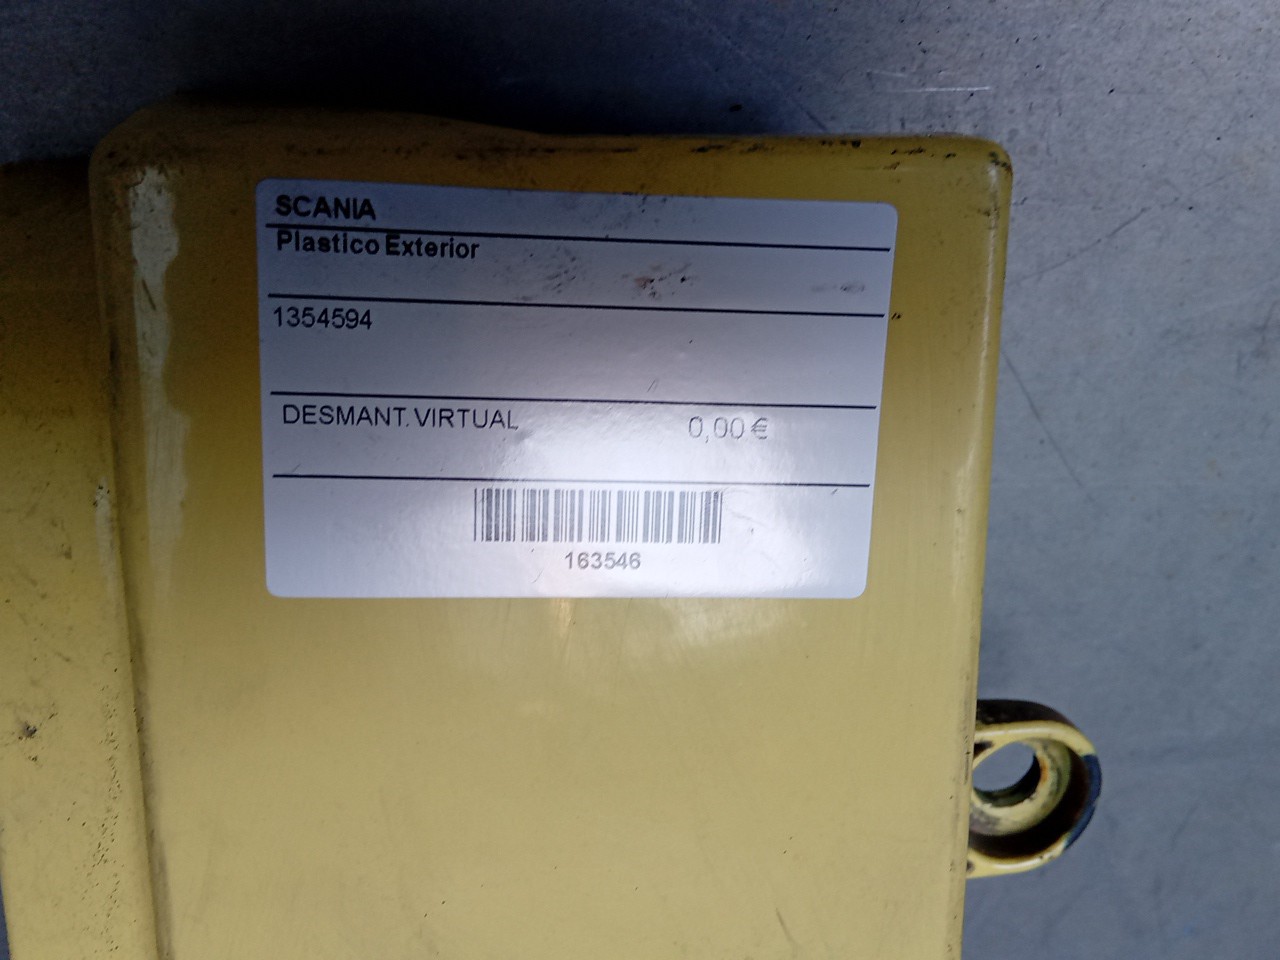 SCANIA
Plastico Exterior
1354594
DESMANT. VIRTUAL 0,00 €
163546